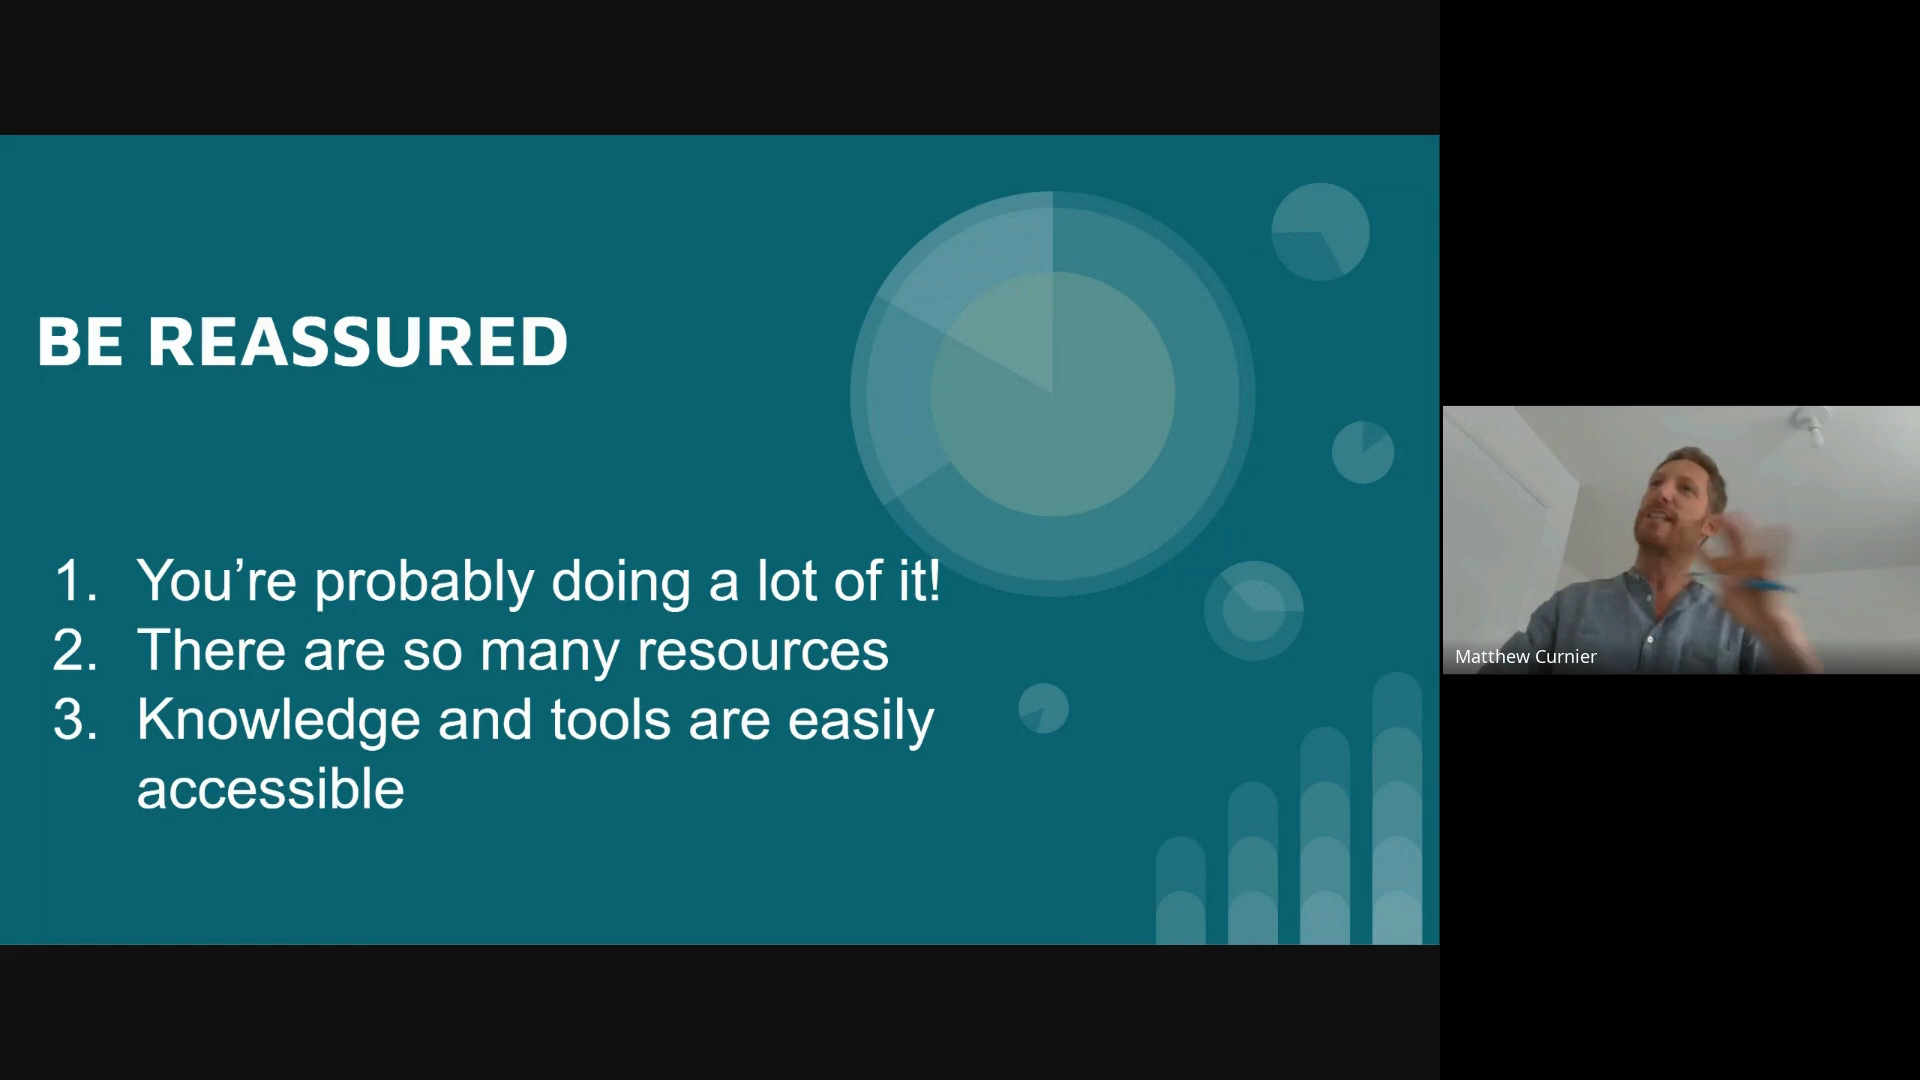 BE REASSURED
1. You’re probably doing a lot of it!
2. There are so many resources
3. Knowledge and tools are easily
accessible
Matthew Curnier